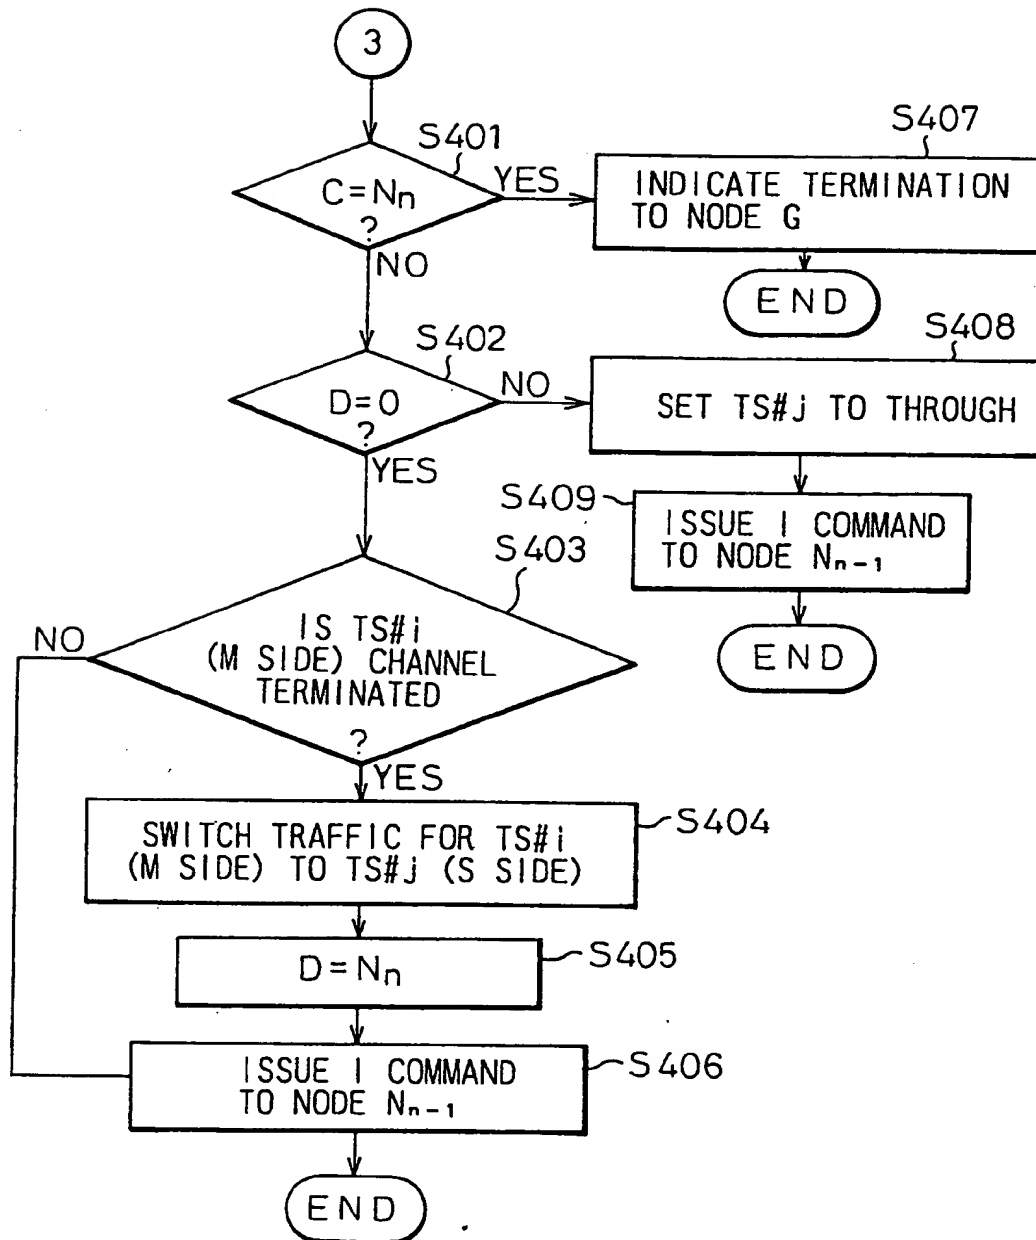 3
S401
C=Nn
?
YES
NO
S407
INDICATE TERMINATION
TO NODE G
END
S402
D=0
?
NO
YES
S408
SET TS#j TO THROUGH
S409
ISSUE I COMMAND
TO NODE Nn-1
END
S403
IS TS#i
(M SIDE) CHANNEL
TERMINATED
?
NO
YES
S404
SWITCH TRAFFIC FOR TS#i
(M SIDE) TO TS#j (S SIDE)
S405
D=Nn
S406
ISSUE I COMMAND
TO NODE Nn-1
END